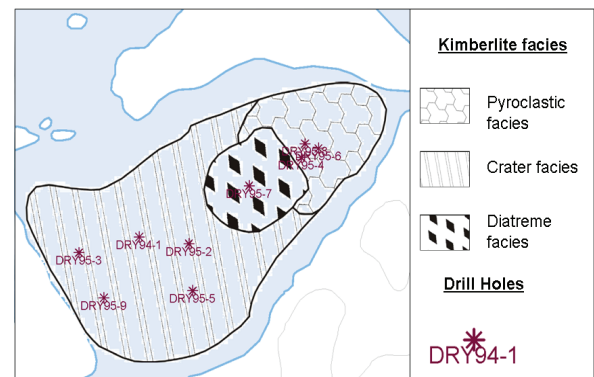 Kimberlite facies
Pyroclastic
facies
Crater facies
Diatreme
facies
Drill Holes
DRY94-1
DRY95-6
DRY95-4
DRY95-7
DRY94-1
DRY95-2
DRY95-3
DRY95-5
DRY95-9